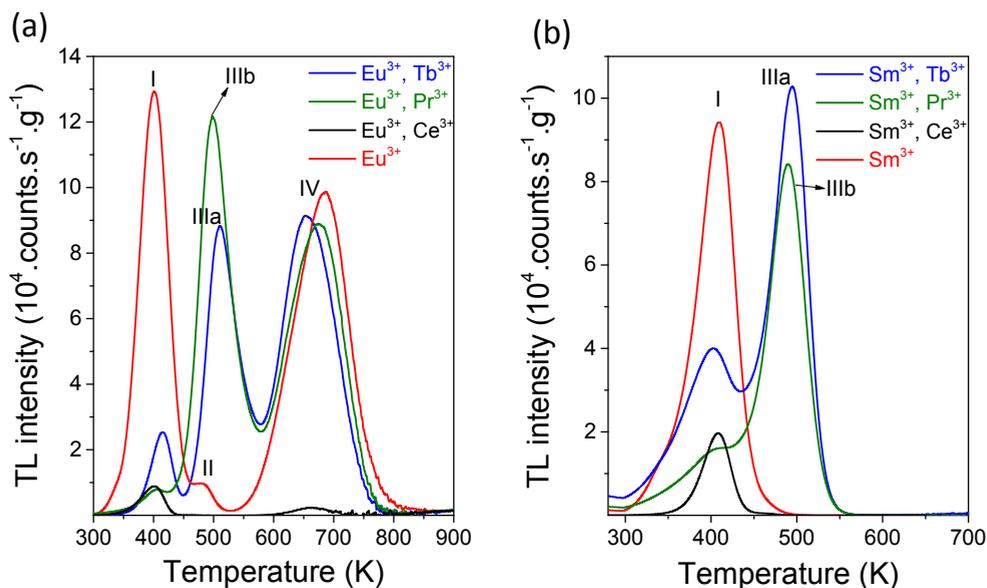 (a)
TL intensity (10⁴.counts.s⁻¹.g⁻¹)
14
12
10
8
6
4
2
I
IIIb
IIIa
II
IV
Eu³⁺, Tb³⁺
Eu³⁺, Pr³⁺
Eu³⁺, Ce³⁺
Eu³⁺
300 400 500 600 700 800 900
Temperature (K)
(b)
TL intensity (10⁴.counts.s⁻¹.g⁻¹)
10
8
6
4
2
I
IIIa
IIIb
Sm³⁺, Tb³⁺
Sm³⁺, Pr³⁺
Sm³⁺, Ce³⁺
Sm³⁺
300 400 500 600 700
Temperature (K)